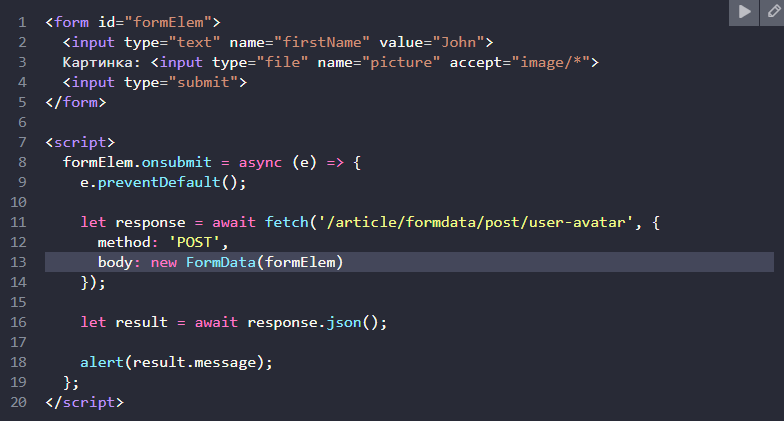 1 <form id="formElem">
2   <input type="text" name="firstName" value="John">
3   Картинка: <input type="file" name="picture" accept="image/*">
4   <input type="submit">
5 </form>
6
7 <script>
8   formElem.onsubmit = async (e) => {
9     e.preventDefault();
10
11     let response = await fetch('/article/formdata/post/user-avatar', {
12       method: 'POST',
13       body: new FormData(formElem)
14     });
15
16     let result = await response.json();
17
18     alert(result.message);
19   };
20 </script>